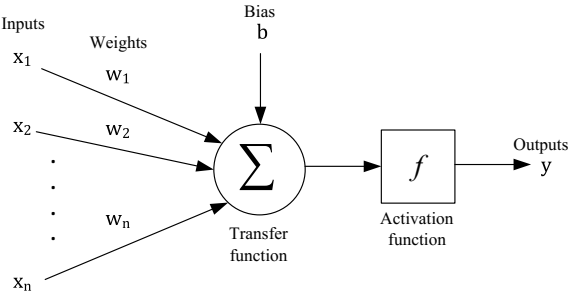 Inputs
Weights
Bias
b
x₁
w₁
x₂
w₂
wₙ
xₙ
∑
Transfer
function
f
Activation
function
Outputs
y